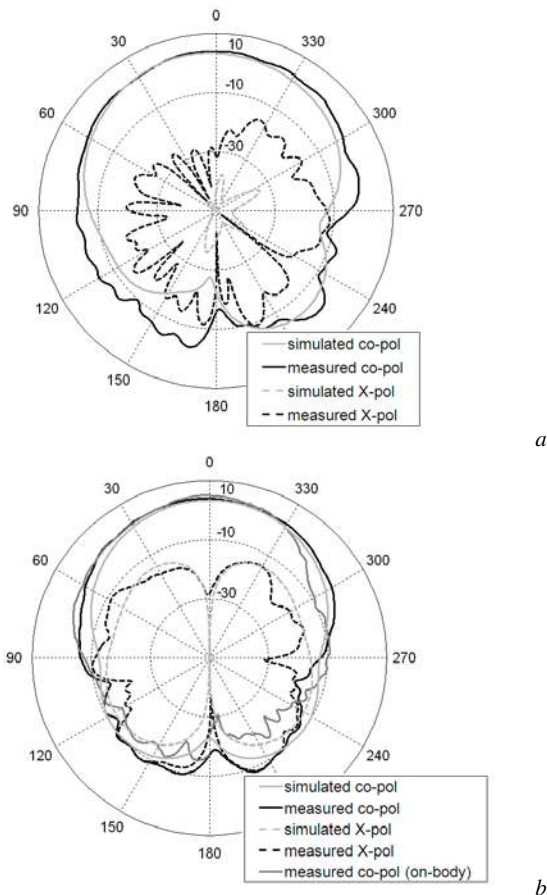 0
30
330
10
60
300
-10
-30
90
270
120
240
150
180
simulated co-pol
measured co-pol
simulated X-pol
measured X-pol
a
0
30
330
10
60
300
-10
-30
90
270
120
240
150
180
simulated co-pol
measured co-pol
simulated X-pol
measured X-pol
measured co-pol (on-body)
b